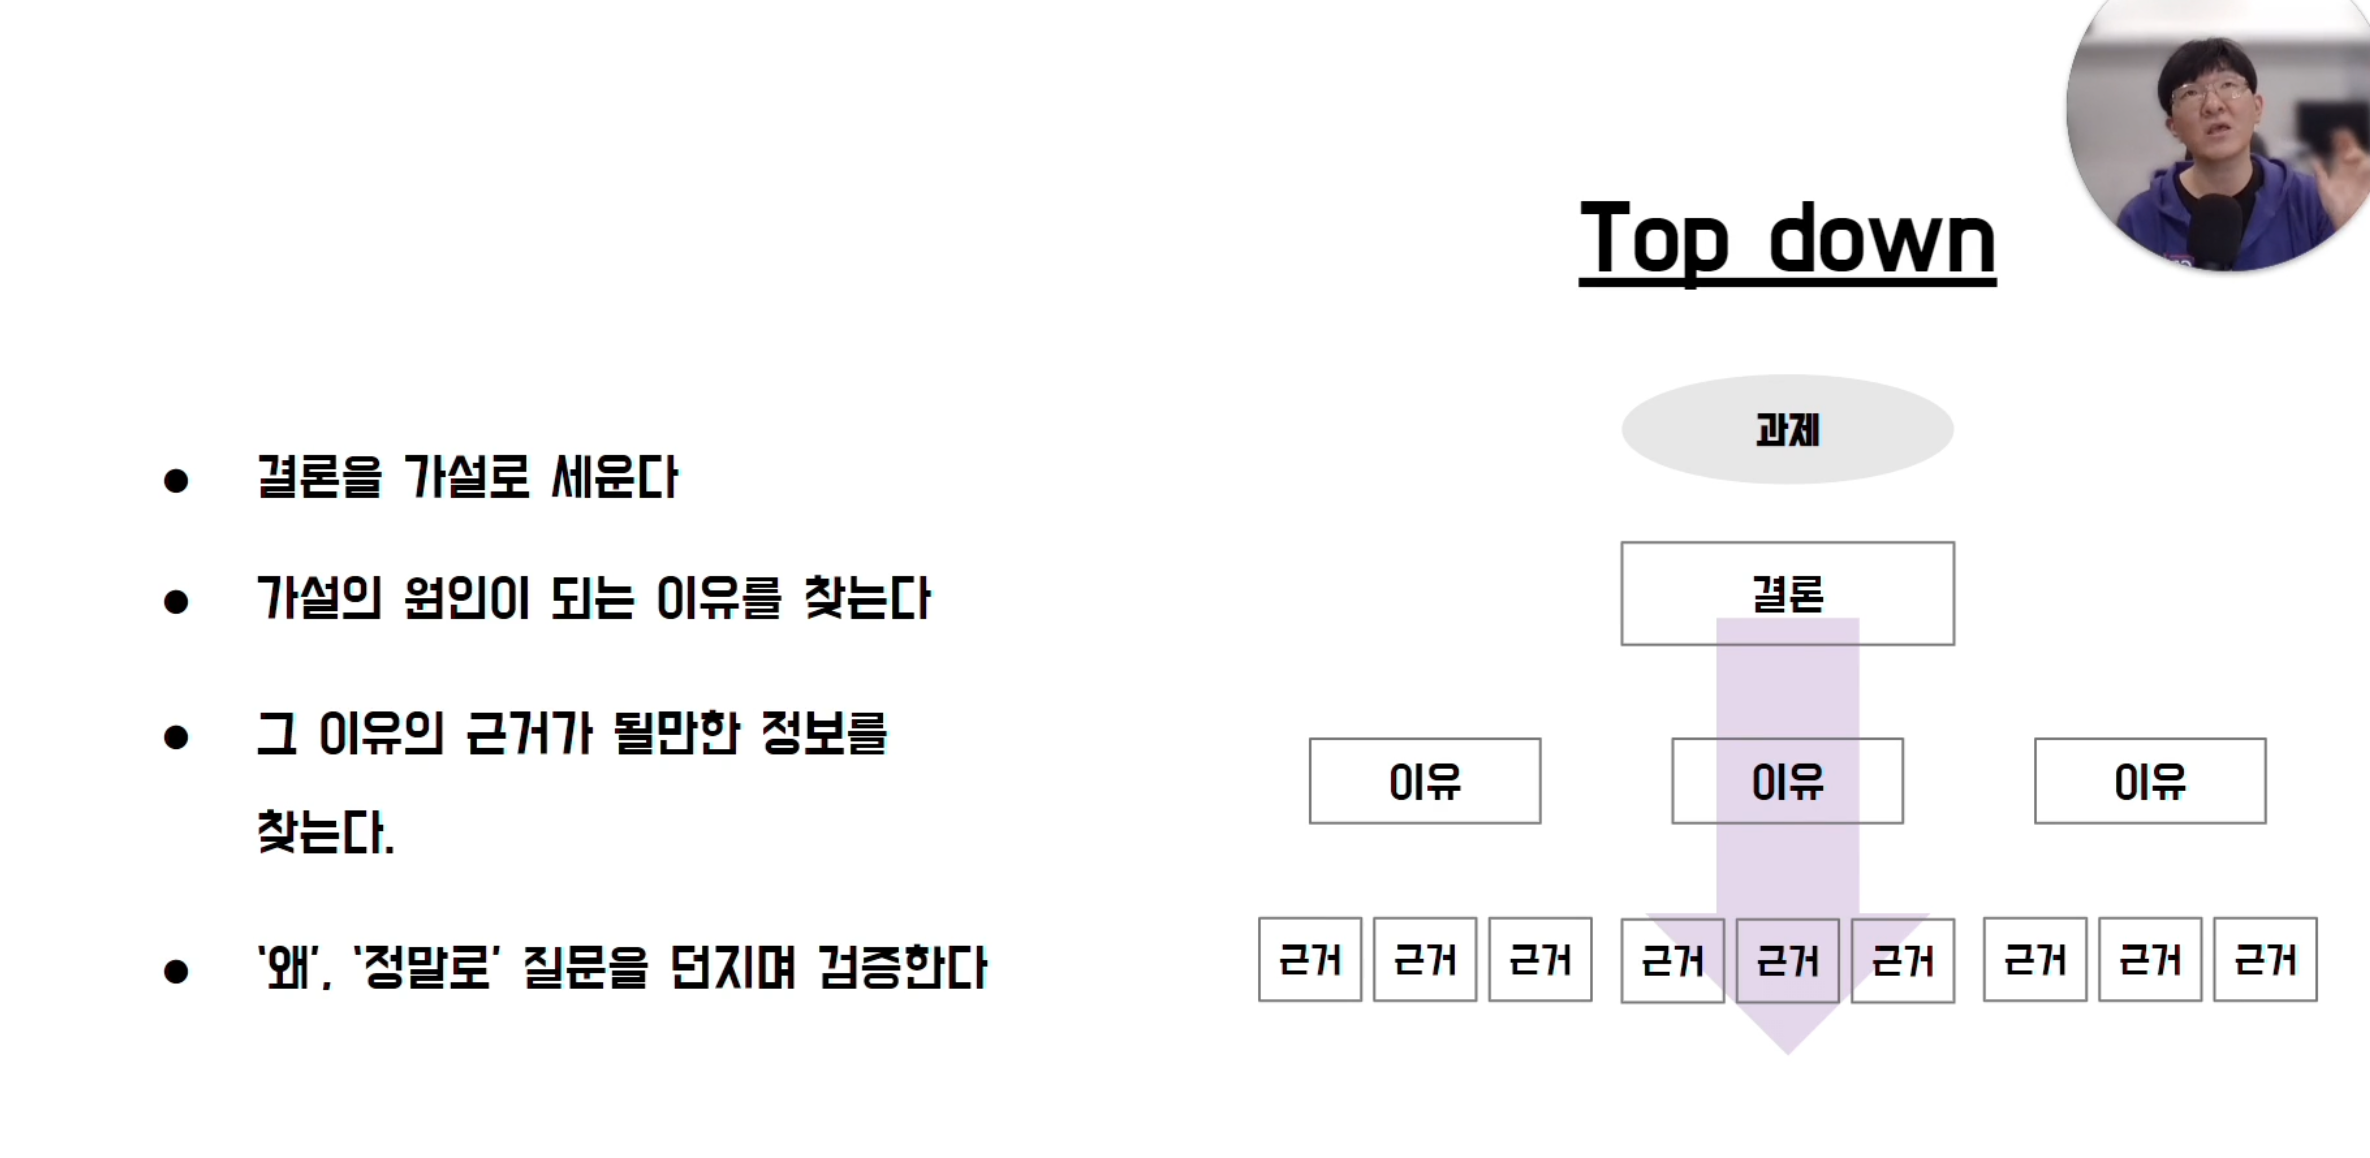 Top down
● 결론을 가설로 세운다
● 가설의 원인이 되는 이유를 찾는다
● 그 이유의 근거가 될만한 정보를
찾는다.
● ‘왜’, ‘정말로’ 질문을 던지며 검증한다
과제
결론
이유 이유 이유
근거 근거 근거 근거 근거 근거 근거 근거 근거